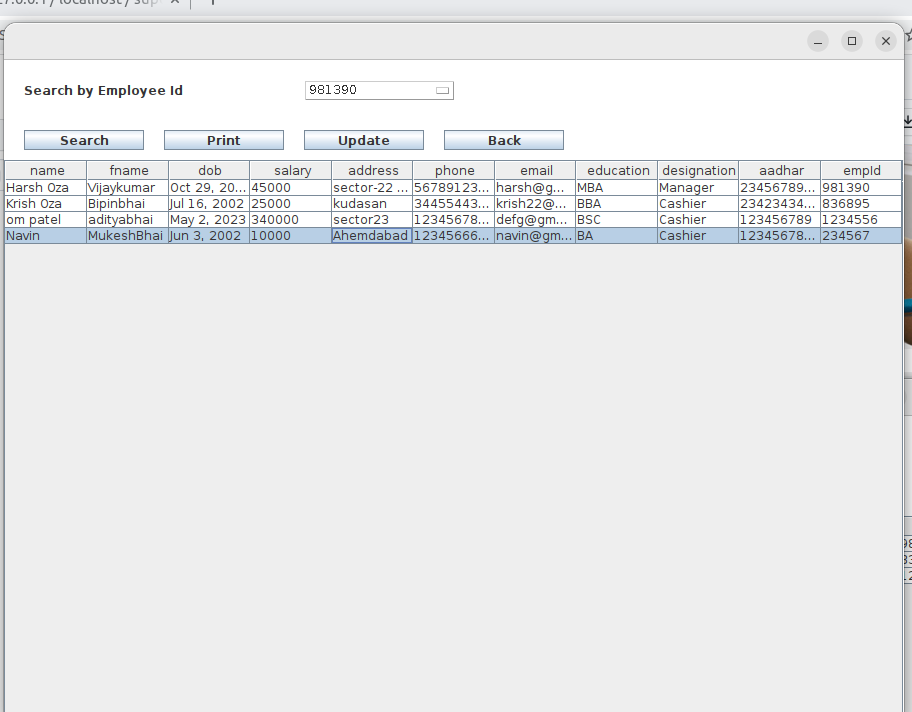 Search by Employee Id 981390
Search Print Update Back
name fname dob salary address phone email education designation aadhar empId
Harsh Oza Vijaykumar Oct 29, 20... 45000 sector-22 ... 56789123... harsh@g... MBA Manager 23456789... 981390
Krish Oza Bipinbhai Jul 16, 2002 25000 kudasan 34455443... krish22@... BBA Cashier 23423434... 836895
om patel adityabhai May 2, 2023 340000 sector23 12345678... defg@gm... BSC Cashier 123456789 1234556
Navin MukeshBhai Jun 3, 2002 10000 Ahemdabad 12345666... navin@gm... BA Cashier 12345678... 234567